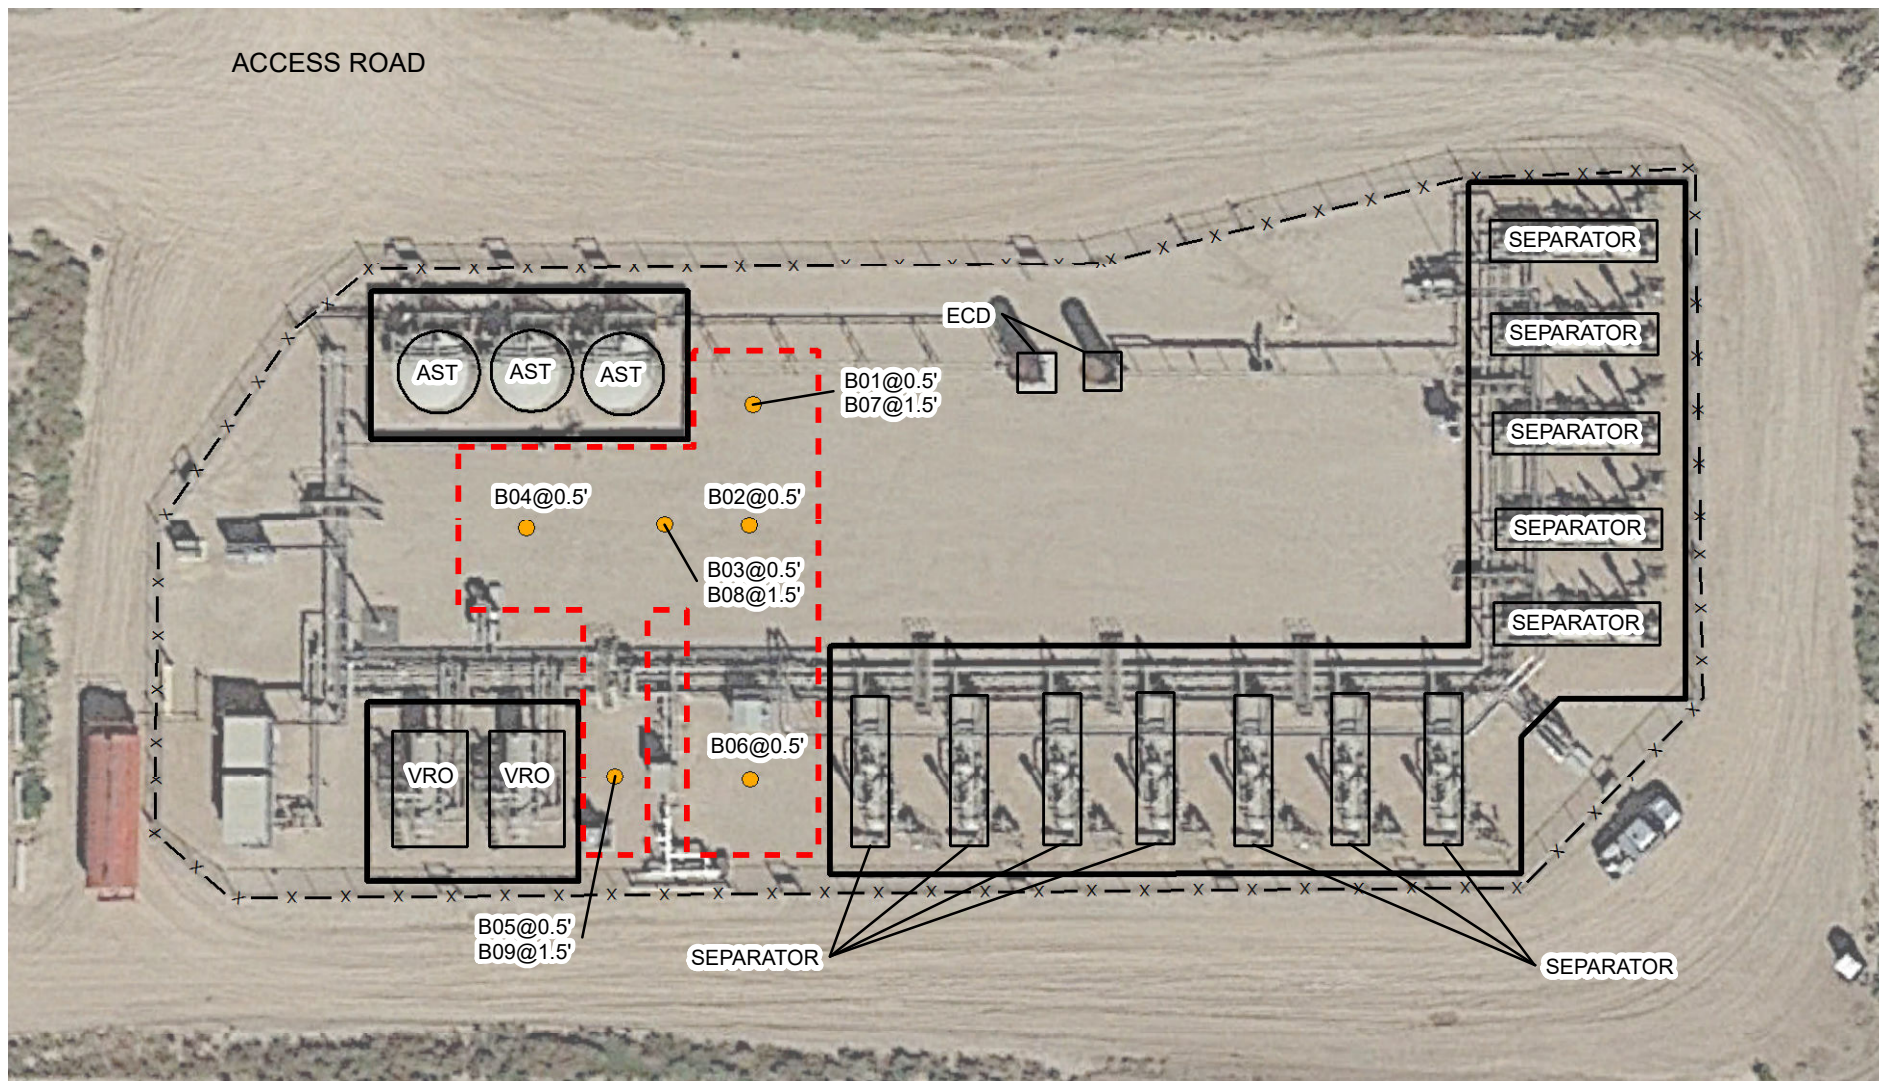 ACCESS ROAD
SEPARATOR
ECD
SEPARATOR
AST
AST
AST
B01@0.5'
B07@1.5'
SEPARATOR
B04@0.5'
B02@0.5'
SEPARATOR
B03@0.5'
B08@1.5'
SEPARATOR
B06@0.5'
VRO
VRO
B05@0.5'
B09@1.5'
SEPARATOR
SEPARATOR